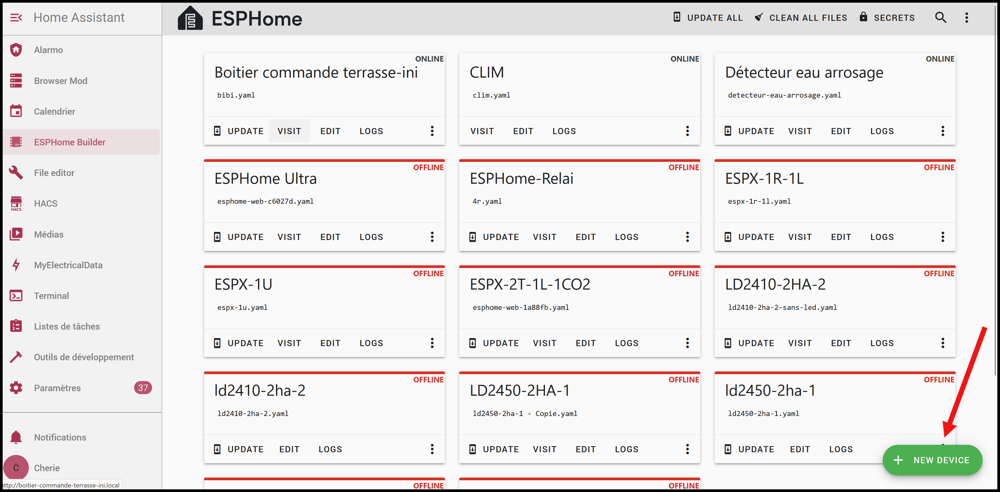 Home Assistant
Alarmo
Browser Mod
Calendrier
ESPHome Builder
File editor
HACS
HACS
Médias
MyElectricalData
Terminal
Listes de tâches
Outils de développement
Paramètres 37
Notifications
C Cherie
ttp://boitier-commande-terrasse-ini.local
ESPHome
UPDATE ALL CLEAN ALL FILES SECRETS
ONLINE
Boitier commande terrasse-ini
bibi.yaml
UPDATE VISIT EDIT LOGS
ONLINE
CLIM
clim.yaml
VISIT EDIT LOGS
ONLINE
Détecteur eau arrosage
detecteur-eau-arrosage.yaml
UPDATE VISIT EDIT LOGS
OFFLINE
ESPHome Ultra
esphome-web-c6027d.yaml
UPDATE VISIT EDIT LOGS
OFFLINE
ESPHome-Relai
4r.yaml
UPDATE VISIT EDIT LOGS
OFFLINE
ESPX-1R-1L
espx-1r-1l.yaml
UPDATE VISIT EDIT LOGS
OFFLINE
ESPX-1U
espx-1u.yaml
UPDATE VISIT EDIT LOGS
OFFLINE
ESPX-2T-1L-1CO2
esphome-web-1a88fb.yaml
UPDATE VISIT EDIT LOGS
OFFLINE
LD2410-2HA-2
ld2410-2ha-2-sans-led.yaml
UPDATE VISIT EDIT LOGS
OFFLINE
ld2410-2ha-2
ld2410-2ha-2.yaml
UPDATE EDIT LOGS
OFFLINE
LD2450-2HA-1
ld2450-2ha-1 - Copie.yaml
UPDATE VISIT EDIT LOGS
OFFLINE
ld2450-2ha-1
ld2450-2ha-1.yaml
UPDATE EDIT LOGS
+ NEW DEVICE
OFFLINE
OFFLINE